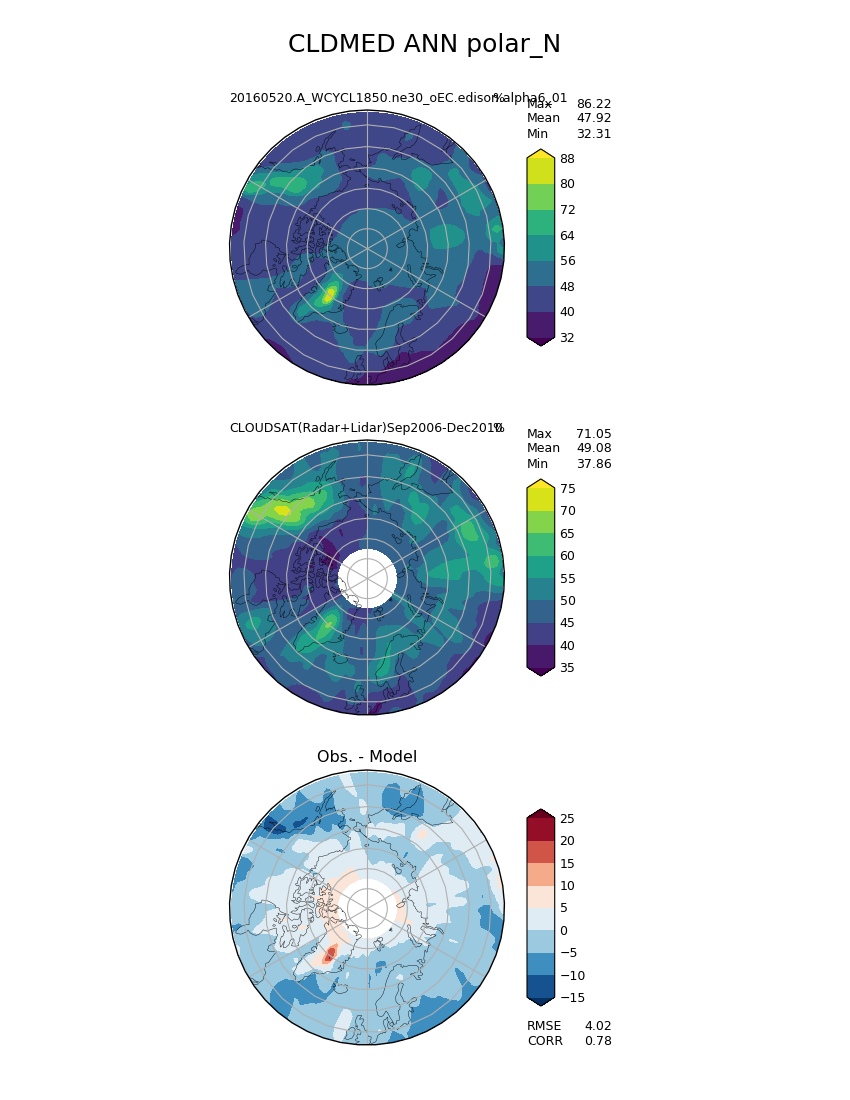 CLDMED ANN polar_N
20160520.A_WCYCL1850.ne30_oEC.edison.alpha6_01
%
Max 86.22
Mean 47.92
Min 32.31
88
80
72
64
56
48
40
32
CLOUDSAT(Radar+Lidar)Sep2006-Dec2010
%
Max 71.05
Mean 49.08
Min 37.86
75
70
65
60
55
50
45
40
35
Obs. - Model
25
20
15
10
5
0
−5
−10
−15
RMSE 4.02
CORR 0.78